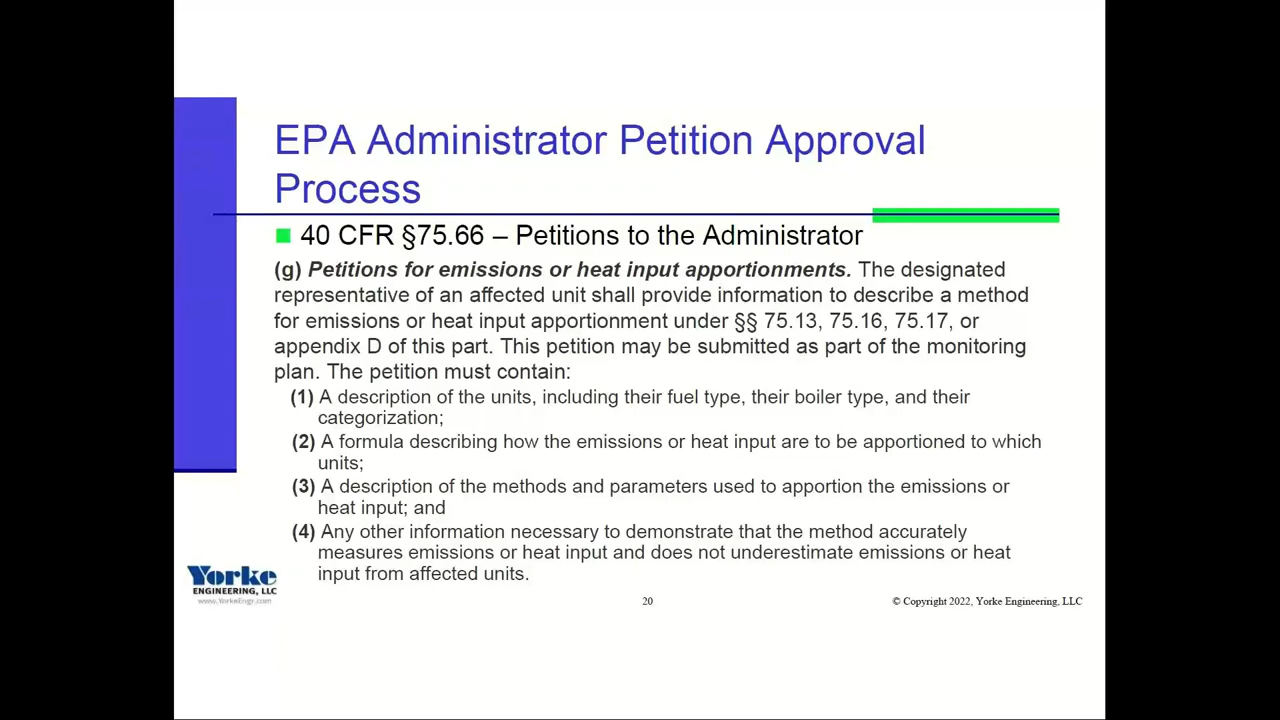 EPA Administrator Petition Approval
Process
40 CFR §75.66 – Petitions to the Administrator
(g) Petitions for emissions or heat input apportionments. The designated
representative of an affected unit shall provide information to describe a method
for emissions or heat input apportionment under §§ 75.13, 75.16, 75.17, or
appendix D of this part. This petition may be submitted as part of the monitoring
plan. The petition must contain:
(1) A description of the units, including their fuel type, their boiler type, and their
categorization;
(2) A formula describing how the emissions or heat input are to be apportioned to which
units;
(3) A description of the methods and parameters used to apportion the emissions or
heat input; and
(4) Any other information necessary to demonstrate that the method accurately
measures emissions or heat input and does not underestimate emissions or heat
input from affected units.
Yorke
ENGINEERING, LLC
www.YorkeEngr.com
20
© Copyright 2022, Yorke Engineering, LLC